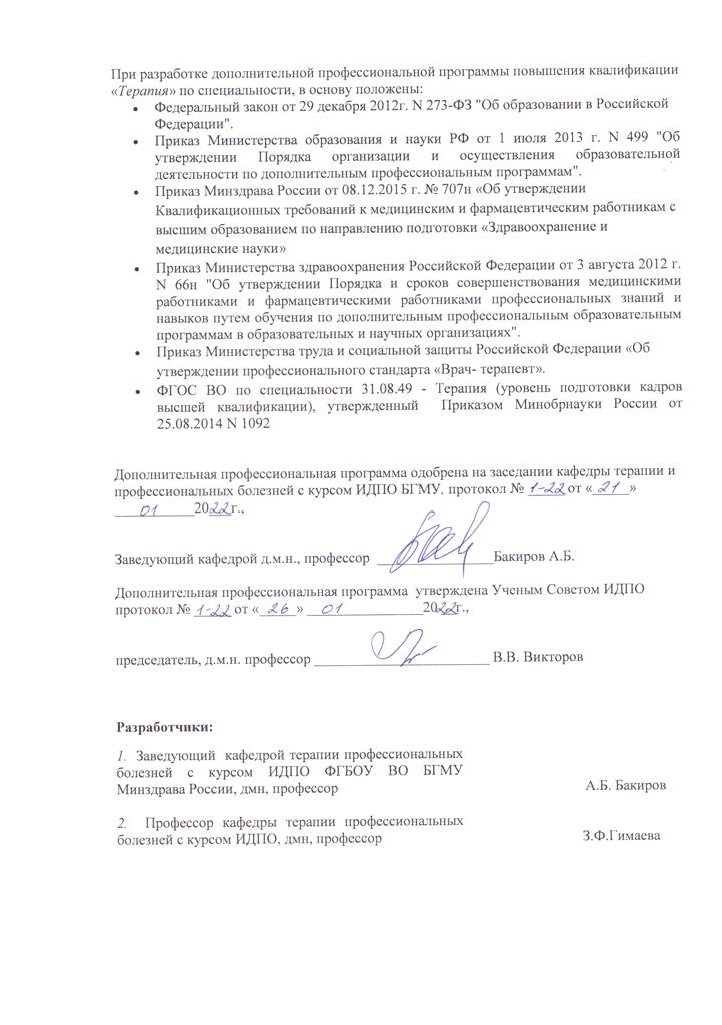 При разработке дополнительной профессиональной программы повышения квалификации
«Терапия» по специальности, в основу положены:
• Федеральный закон от 29 декабря 2012г. N 273-ФЗ "Об образовании в Российской
Федерации".
• Приказ Министерства образования и науки РФ от 1 июля 2013 г. N 499 "Об
утверждении Порядка организации и осуществления образовательной
деятельности по дополнительным профессиональным программам".
• Приказ Минздрава России от 08.12.2015 г. № 707н «Об утверждении
Квалификационных требований к медицинским и фармацевтическим работникам с
высшим образованием по направлению подготовки «Здравоохранение и
медицинские науки»
• Приказ Министерства здравоохранения Российской Федерации от 3 августа 2012 г.
N 66н "Об утверждении Порядка и сроков совершенствования медицинскими
работниками и фармацевтическими работниками профессиональных знаний и
навыков путем обучения по дополнительным профессиональным образовательным
программам в образовательных и научных организациях".
• Приказ Министерства труда и социальной защиты Российской Федерации «Об
утверждении профессионального стандарта «Врач- терапевт».
• ФГОС ВО по специальности 31.08.49 - Терапия (уровень подготовки кадров
высшей квалификации), утвержденный Приказом Минобрнауки России от
25.08.2014 N 1092
Дополнительная профессиональная программа одобрена на заседании кафедры терапии и
профессиональных болезней с курсом ИДПО БГМУ, протокол № 1-22 от « 21 »
01 2022г.,
Заведующий кафедрой д.м.н., профессор Бакиров А.Б.
Дополнительная профессиональная программа утверждена Ученым Советом ИДПО
протокол № 1-22 от « 26 » 01 2022г.,
председатель, д.м.н. профессор В.В. Викторов
Разработчики:
1. Заведующий кафедрой терапии профессиональных
болезней с курсом ИДПО ФГБОУ ВО БГМУ
Минздрава России, дмн, профессор А.Б. Бакиров
2. Профессор кафедры терапии профессиональных
болезней с курсом ИДПО, дмн, профессор З.Ф.Гимаева